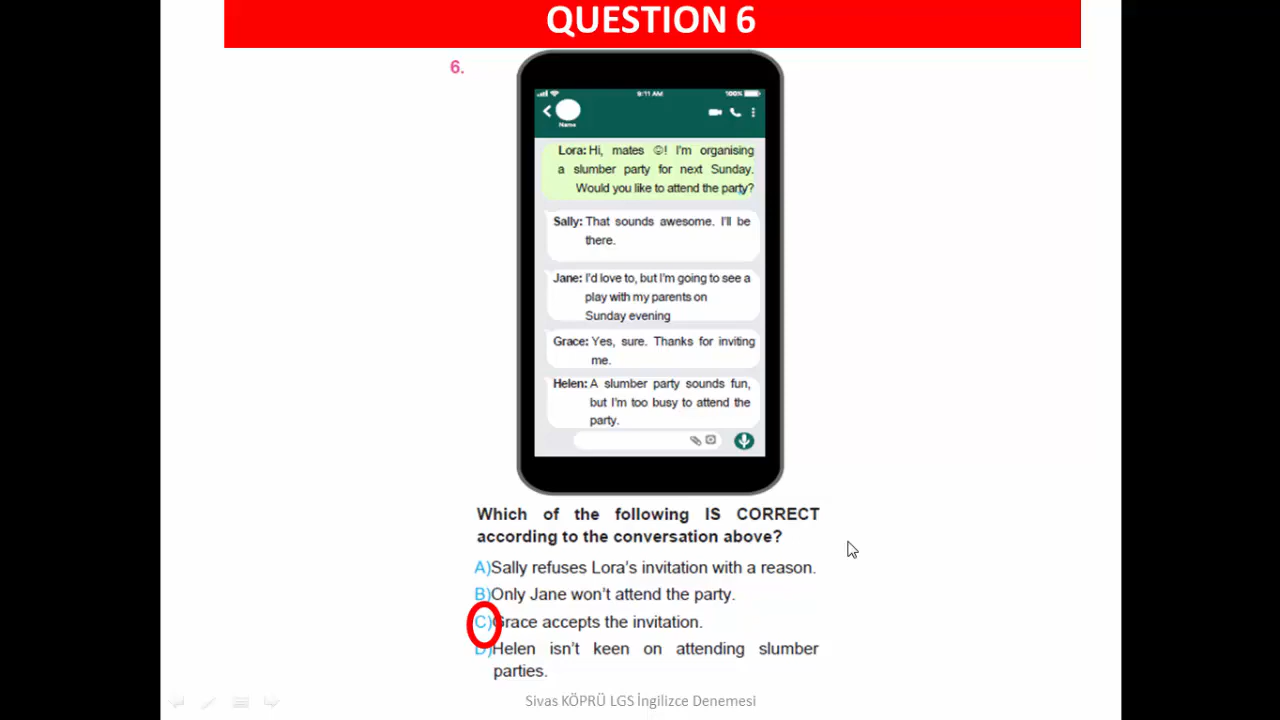 QUESTION 6
6.
9:11 AM
100%
Name
Lora: Hi, mates ☺! I'm organising
a slumber party for next Sunday.
Would you like to attend the party?
Sally: That sounds awesome. I'll be
there.
Jane: I'd love to, but I'm going to see a
play with my parents on
Sunday evening
Grace: Yes, sure. Thanks for inviting
me.
Helen: A slumber party sounds fun,
but I'm too busy to attend the
party.
Which of the following IS CORRECT
according to the conversation above?
A)Sally refuses Lora's invitation with a reason.
B)Only Jane won't attend the party.
C)Grace accepts the invitation.
D)Helen isn't keen on attending slumber
parties.
Sivas KÖPRÜ LGS İngilizce Denemesi